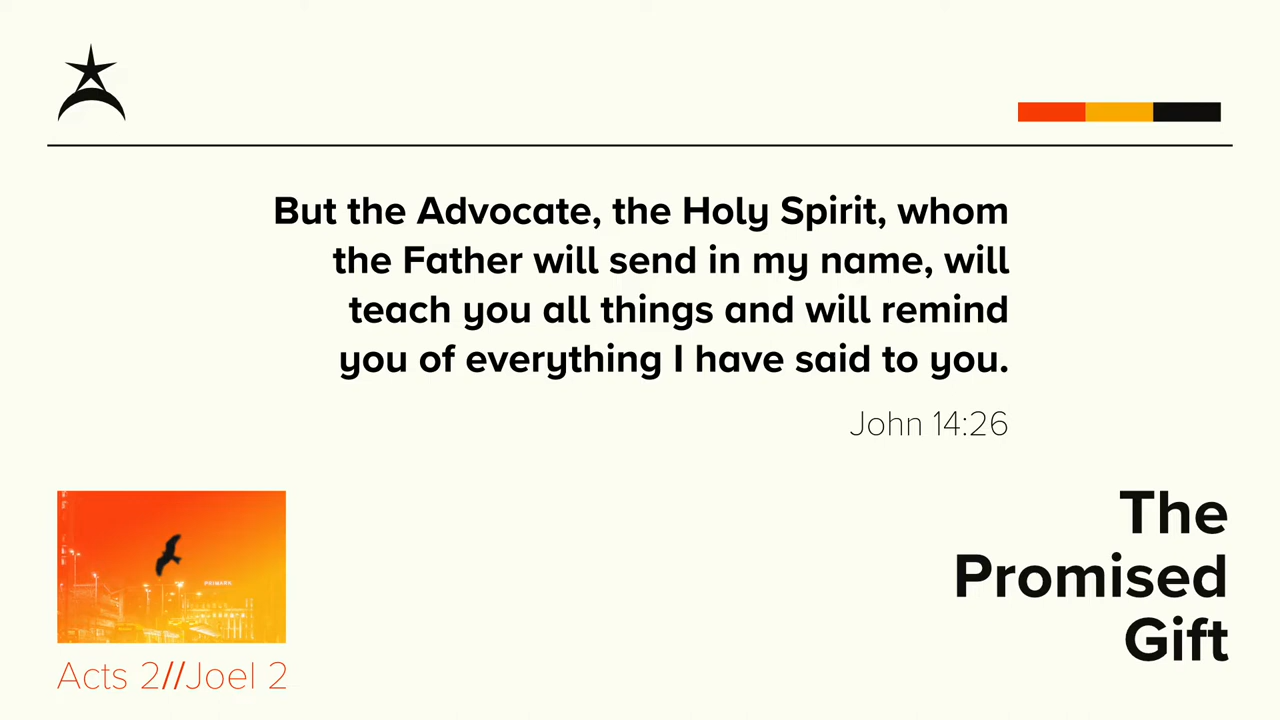 But the Advocate, the Holy Spirit, whom
the Father will send in my name, will
teach you all things and will remind
you of everything I have said to you.
John 14:26
The
Promised
Gift
PRIMARK
Acts 2//Joel 2